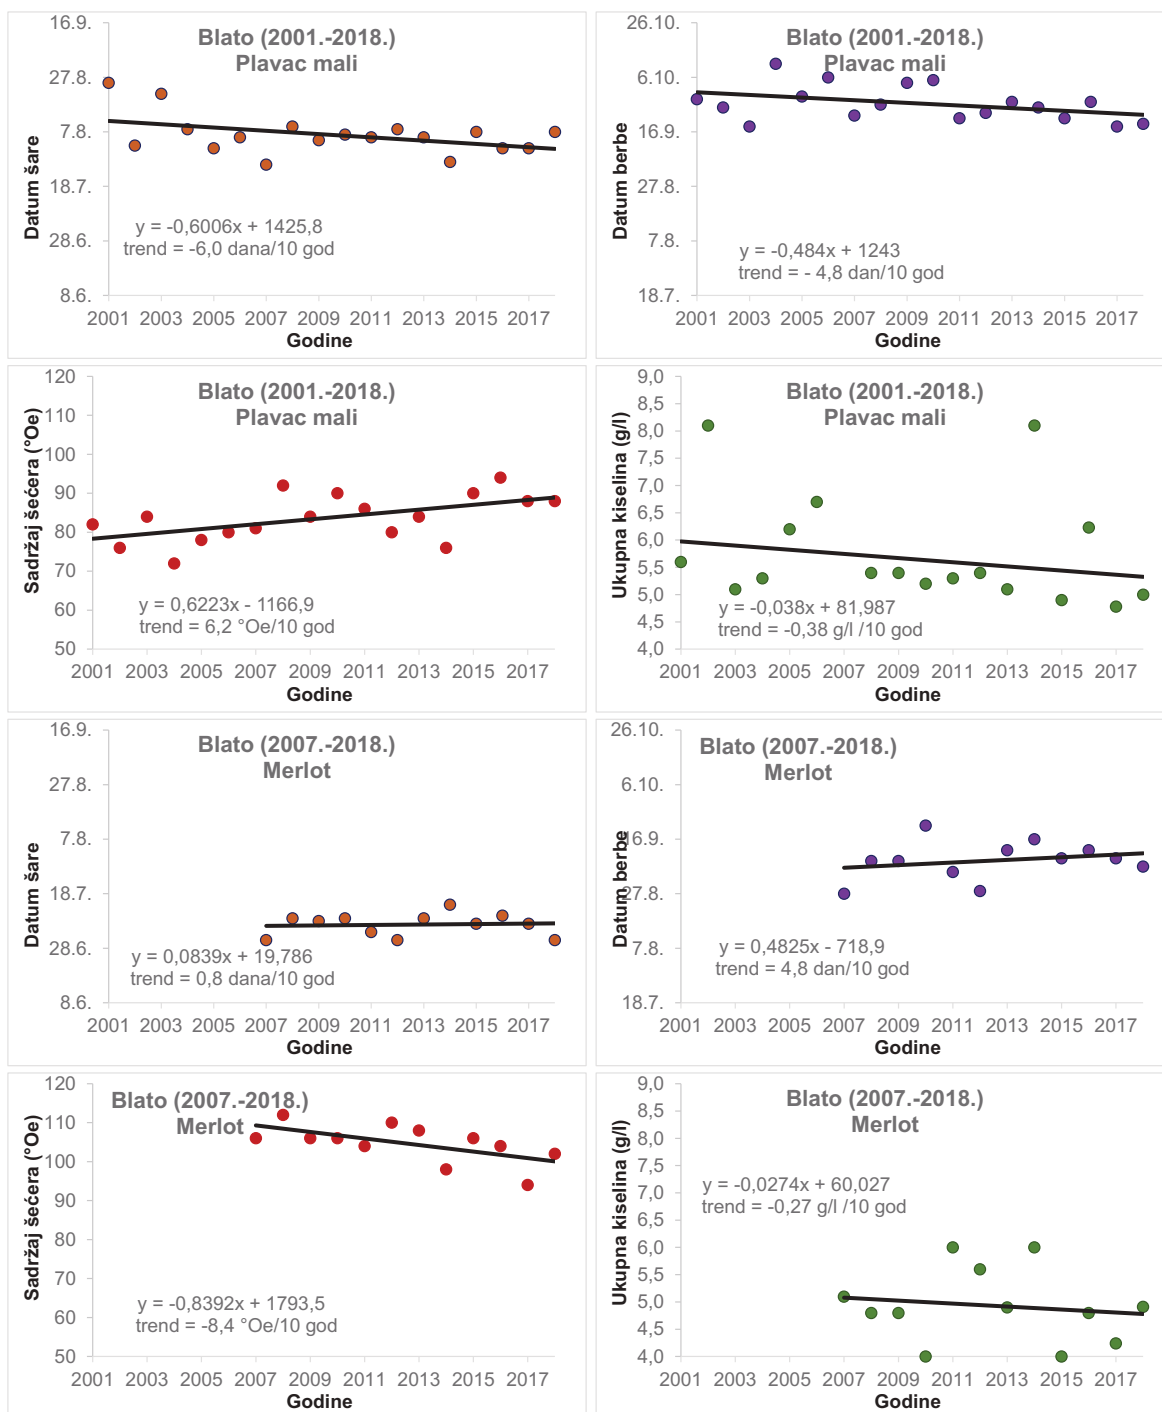 Blato (2001.-2018.)
Plavac mali
Datum šare
16.9.
27.8.
7.8.
18.7.
28.6.
8.6.
y = -0,6006x + 1425,8
trend = -6,0 dana/10 god
2001 2003 2005 2007 2009 2011 2013 2015 2017
Godine
Blato (2001.-2018.)
Plavac mali
Datum berbe
26.10.
6.10.
16.9.
27.8.
7.8.
18.7.
y = -0,484x + 1243
trend = - 4,8 dan/10 god
2001 2003 2005 2007 2009 2011 2013 2015 2017
Godine
Blato (2001.-2018.)
Plavac mali
Sadržaj šećera (°Oe)
120
110
100
90
80
70
60
50
y = 0,6223x - 1166,9
trend = 6,2 °Oe/10 god
2001 2003 2005 2007 2009 2011 2013 2015 2017
Godine
Blato (2001.-2018.)
Plavac mali
Ukupna kiselina (g/l)
9,0
8,5
8,0
7,5
7,0
6,5
6,0
5,5
5,0
4,5
4,0
y = -0,038x + 81,987
trend = -0,38 g/l /10 god
2001 2003 2005 2007 2009 2011 2013 2015 2017
Godine
Blato (2007.-2018.)
Merlot
Datum šare
16.9.
27.8.
7.8.
18.7.
28.6.
8.6.
y = 0,0839x + 19,786
trend = 0,8 dana/10 god
2001 2003 2005 2007 2009 2011 2013 2015 2017
Godine
Blato (2007.-2018.)
Merlot
Datum berbe
26.10.
6.10.
16.9.
27.8.
7.8.
18.7.
y = 0,4825x - 718,9
trend = 4,8 dan/10 god
2001 2003 2005 2007 2009 2011 2013 2015 2017
Godine
Blato (2007.-2018.)
Merlot
Sadržaj šećera (°Oe)
120
110
100
90
80
70
60
50
y = -0,8392x + 1793,5
trend = -8,4 °Oe/10 god
2001 2003 2005 2007 2009 2011 2013 2015 2017
Godine
Blato (2007.-2018.)
Merlot
Ukupna kiselina (g/l)
9,0
8,5
8,0
7,5
7,0
6,5
6,0
5,5
5,0
4,5
4,0
y = -0,0274x + 60,027
trend = -0,27 g/l /10 god
2001 2003 2005 2007 2009 2011 2013 2015 2017
Godine